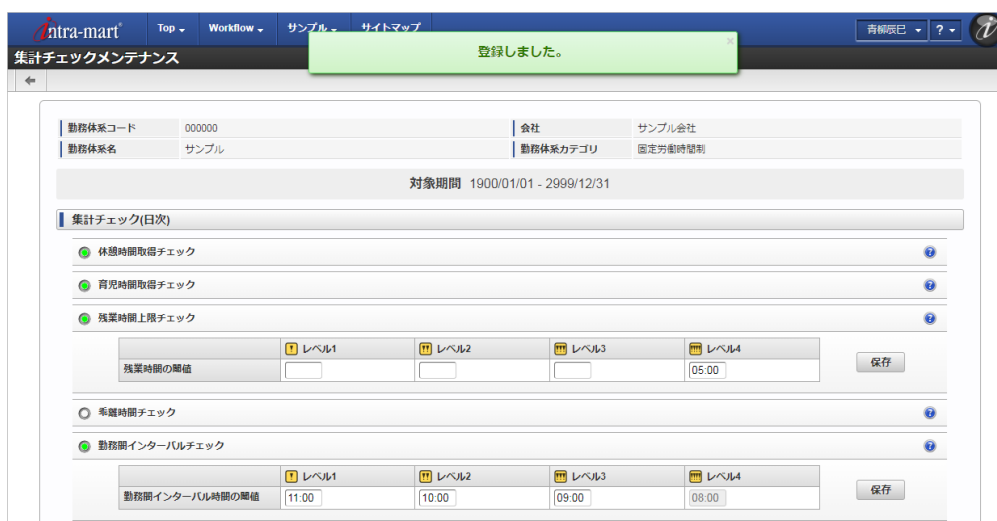 intra-mart Top Workflow サンプル サイトマップ 青柳辰巳 ?
登録しました。 ×
集計チェックメンテナンス
勤務体系コード 000000 会社 サンプル会社
勤務体系名 サンプル 勤務体系カテゴリ 固定労働時間制
対象期間 1900/01/01 - 2999/12/31
集計チェック(日次)
休憩時間取得チェック
育児時間取得チェック
残業時間上限チェック
レベル1 レベル2 レベル3 レベル4
残業時間の閾値 05:00 保存
乖離時間チェック
勤務間インターバルチェック
レベル1 レベル2 レベル3 レベル4
勤務間インターバル時間の閾値 11:00 10:00 09:00 08:00 保存